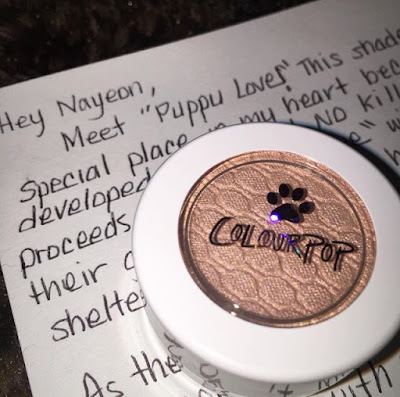 Hey Nayeon,
Meet "Puppu Love!" This shade
Special place in my heart bec
developed NO kill
proceeds
their
shelte
As the
COLOURPOP